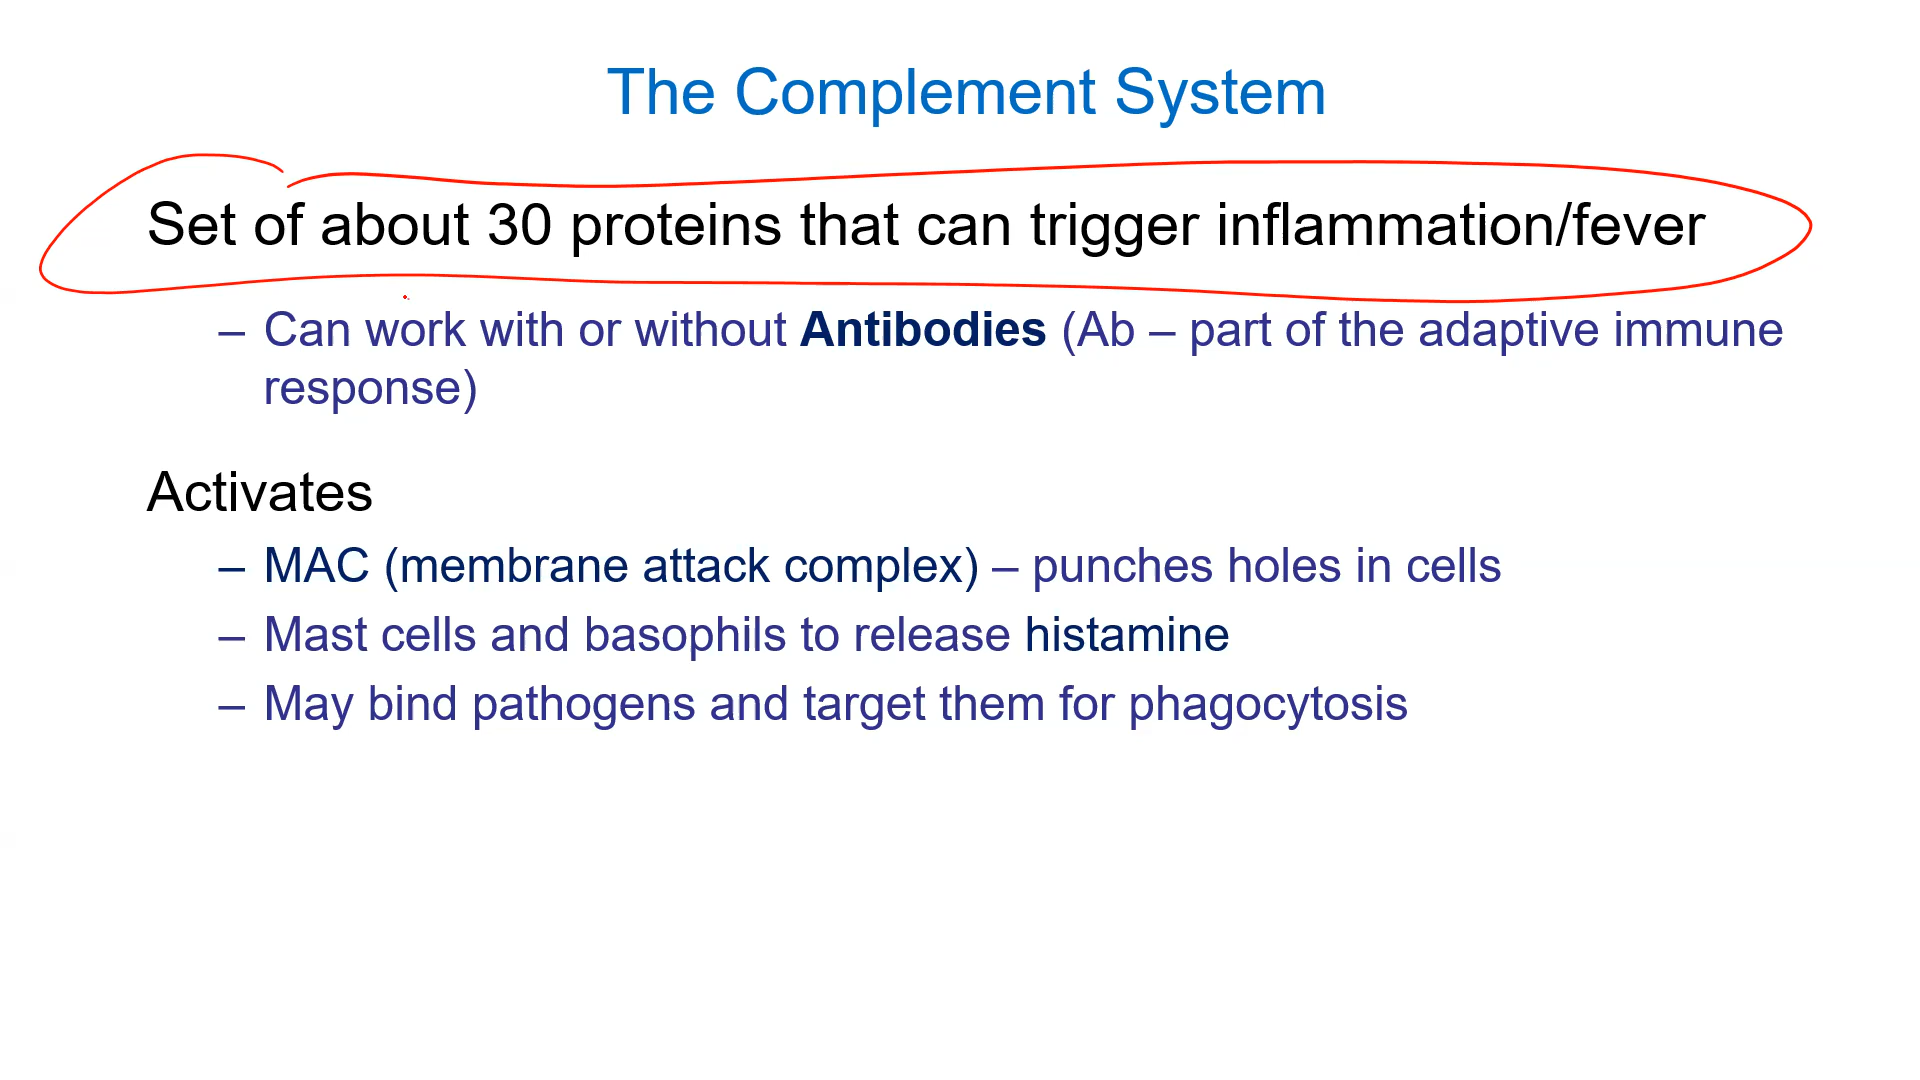 The Complement System
Set of about 30 proteins that can trigger inflammation/fever
– Can work with or without Antibodies (Ab – part of the adaptive immune
response)
Activates
– MAC (membrane attack complex) – punches holes in cells
– Mast cells and basophils to release histamine
– May bind pathogens and target them for phagocytosis